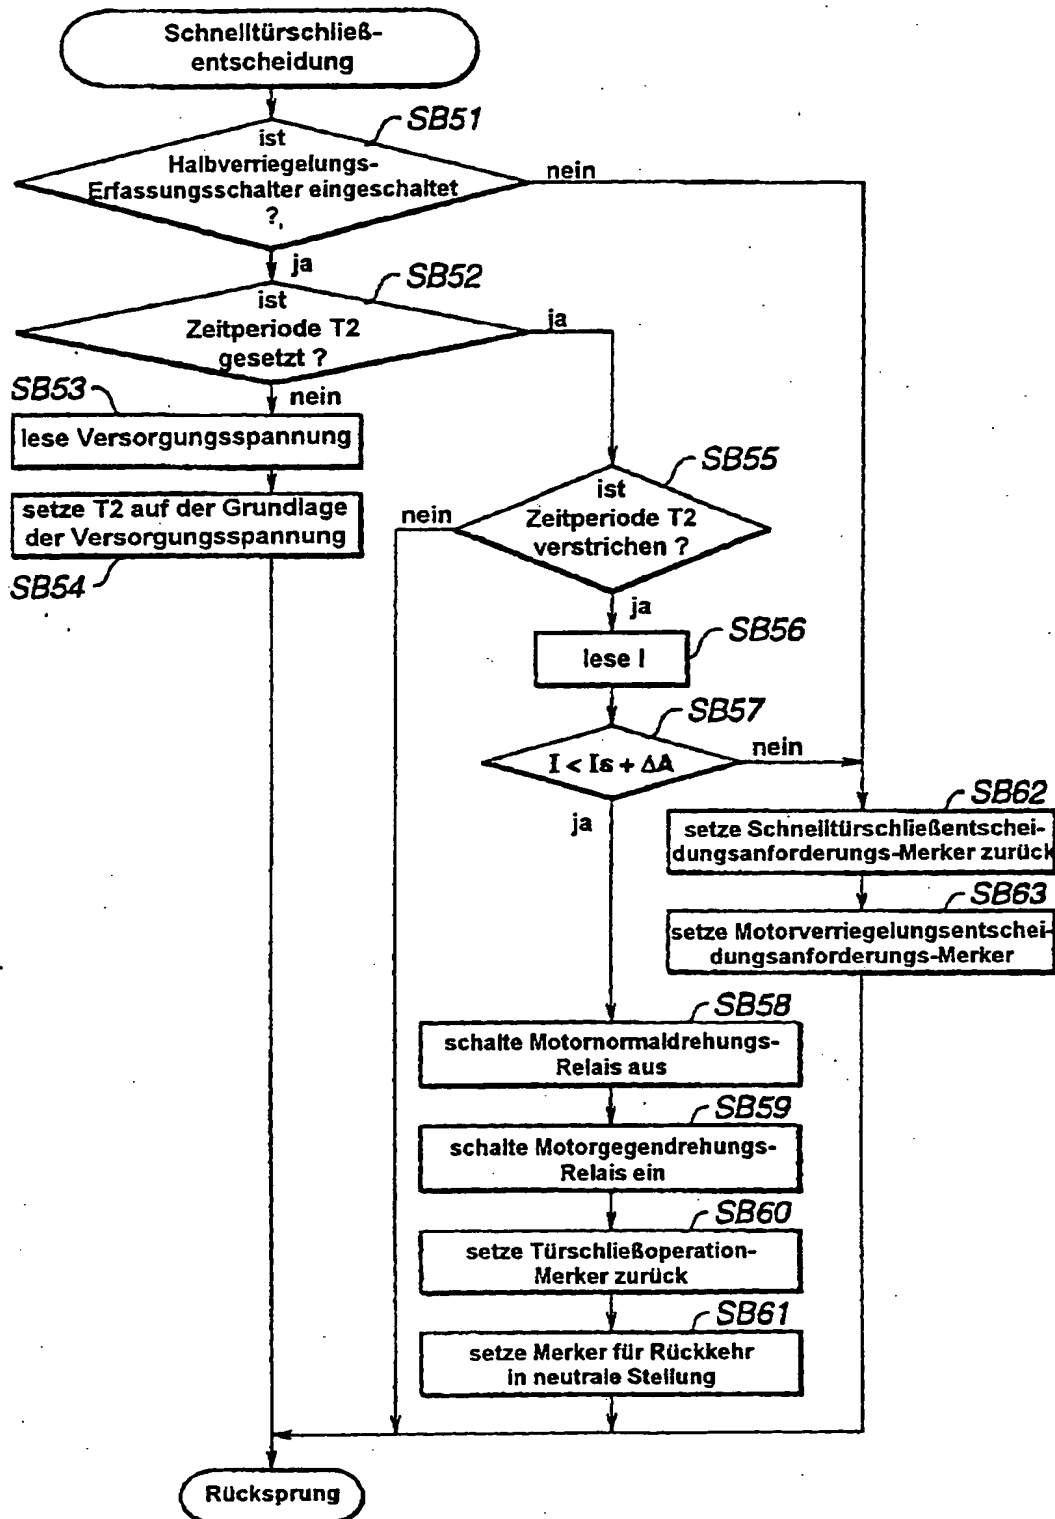 Schnelltürschließ-
entscheidung
SB51
ist
Halbverriegelungs-
Erfassungsschalter eingeschaltet
?
nein
ja
SB52
ist
Zeitperiode T2
gesetzt ?
ja
SB53
nein
lese Versorgungsspannung
SB55
ist
Zeitperiode T2
verstrichen ?
nein
setze T2 auf der Grundlage
der Versorgungsspannung
SB54
ja
SB56
lese I
SB57
I < Is + ΔA
nein
ja
SB62
setze Schnelltürschließentschei-
dungsanforderungs-Merker zurück
SB63
setze Motorverriegelungsentschei-
dungsanforderungs-Merker
SB58
schalte Motornormaldrehungs-
Relais aus
SB59
schalte Motorgegendrehungs-
Relais ein
SB60
setze Türschließoperation-
Merker zurück
SB61
setze Merker für Rückkehr
in neutrale Stellung
Rücksprung